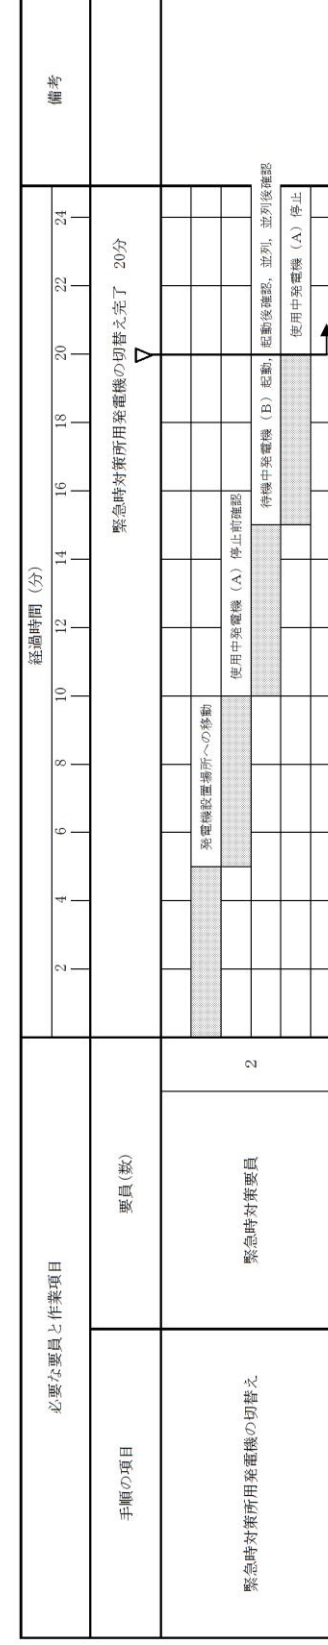 必要な要員と作業項目
経過時間（分）
備考
2 4 6 8 10 12 14 16 18 20 22 24
手順の項目
要員(数)
緊急時対策所用発電機の切替え完了 20分
緊急時対策所用発電機の切替え
緊急時対策要員
2
発電機設置場所への移動
使用中発電機（A）停止前確認
待機中発電機（B）起動，起動後確認，並列，並列後確認
使用中発電機（A）停止